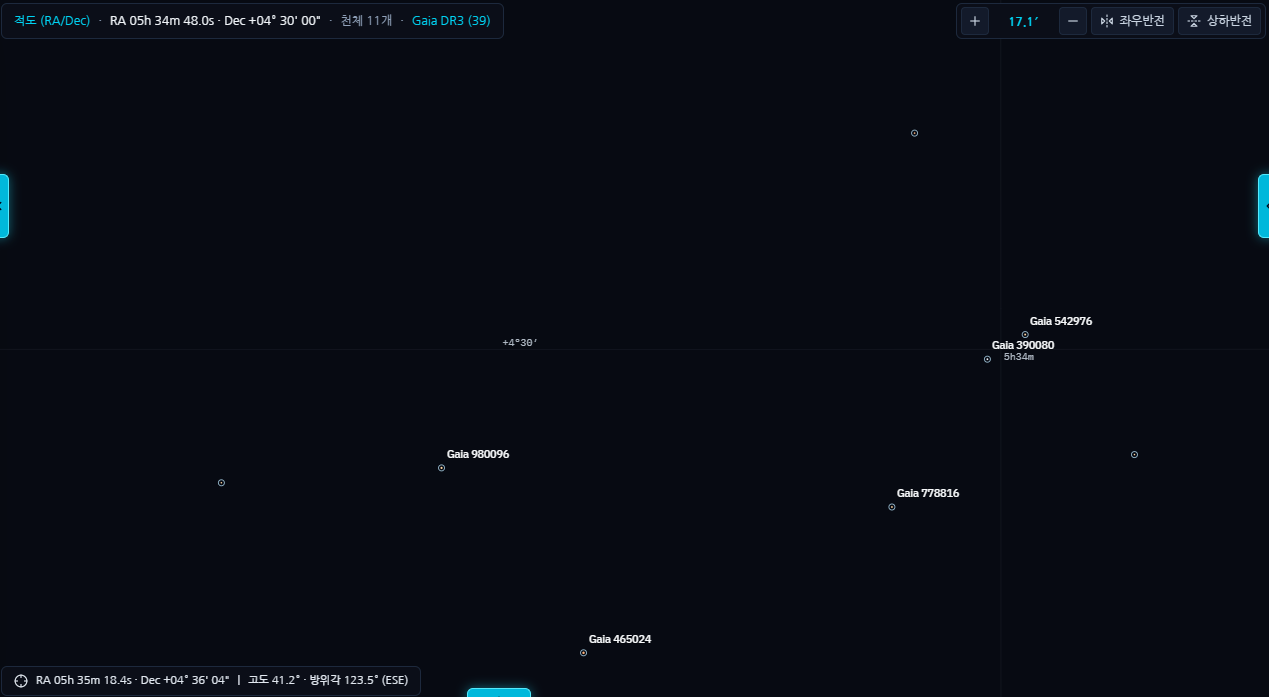 적도 (RA/Dec) · RA 05h 34m 48.0s · Dec +04° 30' 00" · 천체 11개 · Gaia DR3 (39)
+ 17.1′ − 좌우반전 상하반전
Gaia 542976
+4°30′
Gaia 390080
5h34m
Gaia 980096
Gaia 778816
Gaia 465024
RA 05h 35m 18.4s · Dec +04° 36' 04" | 고도 41.2° · 방위각 123.5° (ESE)